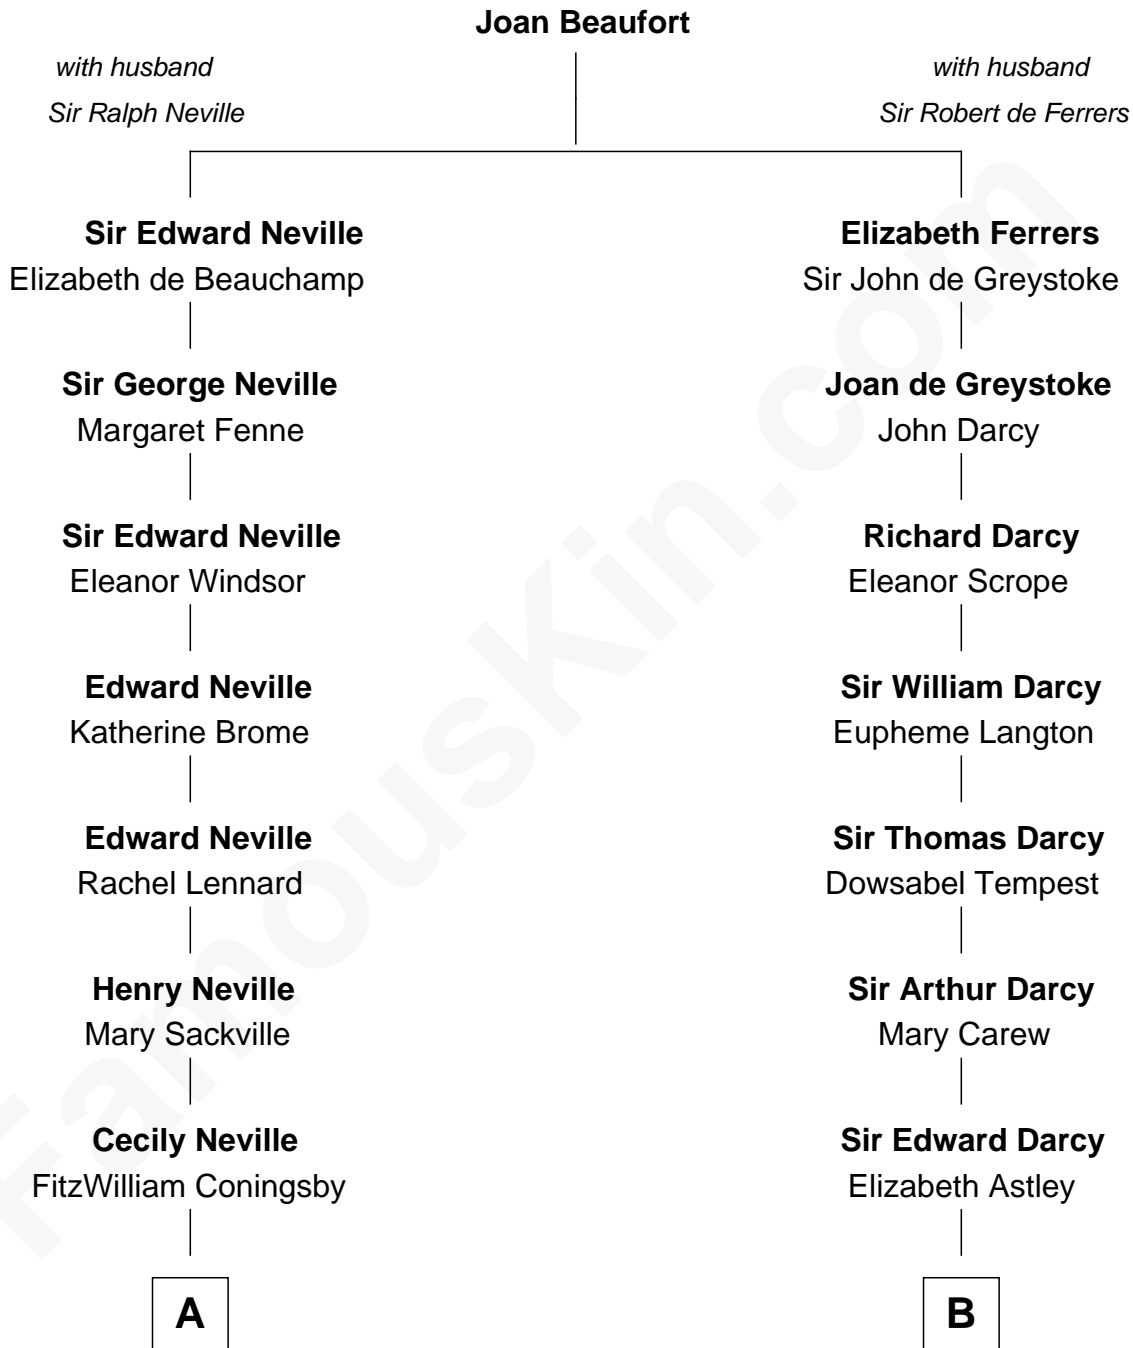 Joan Beaufort
with husband
Sir Ralph Neville
with husband
Sir Robert de Ferrers
Sir Edward Neville
Elizabeth de Beauchamp
Elizabeth Ferrers
Sir John de Greystoke
Sir George Neville
Margaret Fenne
Joan de Greystoke
John Darcy
Sir Edward Neville
Eleanor Windsor
Richard Darcy
Eleanor Scrope
Edward Neville
Katherine Brome
Sir William Darcy
Eupheme Langton
Edward Neville
Rachel Lennard
Sir Thomas Darcy
Dowsabel Tempest
Henry Neville
Mary Sackville
Sir Arthur Darcy
Mary Carew
Cecily Neville
FitzWilliam Coningsby
Sir Edward Darcy
Elizabeth Astley
A
B
FamousKin.com